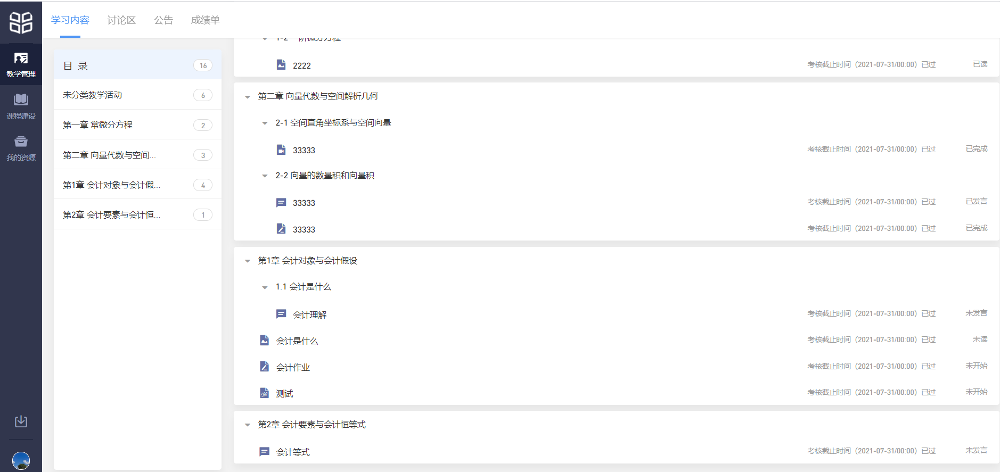 学习内容 讨论区 公告 成绩单
教学管理
课程建设
我的资源
目 录 16
未分类教学活动 6
第一章 常微分方程 2
第二章 向量代数与空间... 3
第1章 会计对象与会计假... 4
第2章 会计要素与会计恒... 1
1-2 一阶微分方程
2222 考核截止时间（2021-07-31/00:00）已过 已读
第二章 向量代数与空间解析几何
2-1 空间直角坐标系与空间向量
33333 考核截止时间（2021-07-31/00:00）已过 已完成
2-2 向量的数量积和向量积
33333 考核截止时间（2021-07-31/00:00）已过 已发言
33333 考核截止时间（2021-07-31/00:00）已过 已完成
第1章 会计对象与会计假设
1.1 会计是什么
会计理解 考核截止时间（2021-07-31/00:00）已过 未发言
会计是什么 考核截止时间（2021-07-31/00:00）已过 未读
会计作业 考核截止时间（2021-07-31/00:00）已过 未开始
测试 考核截止时间（2021-07-31/00:00）已过 未开始
第2章 会计要素与会计恒等式
会计等式 考核截止时间（2021-07-31/00:00）已过 未发言